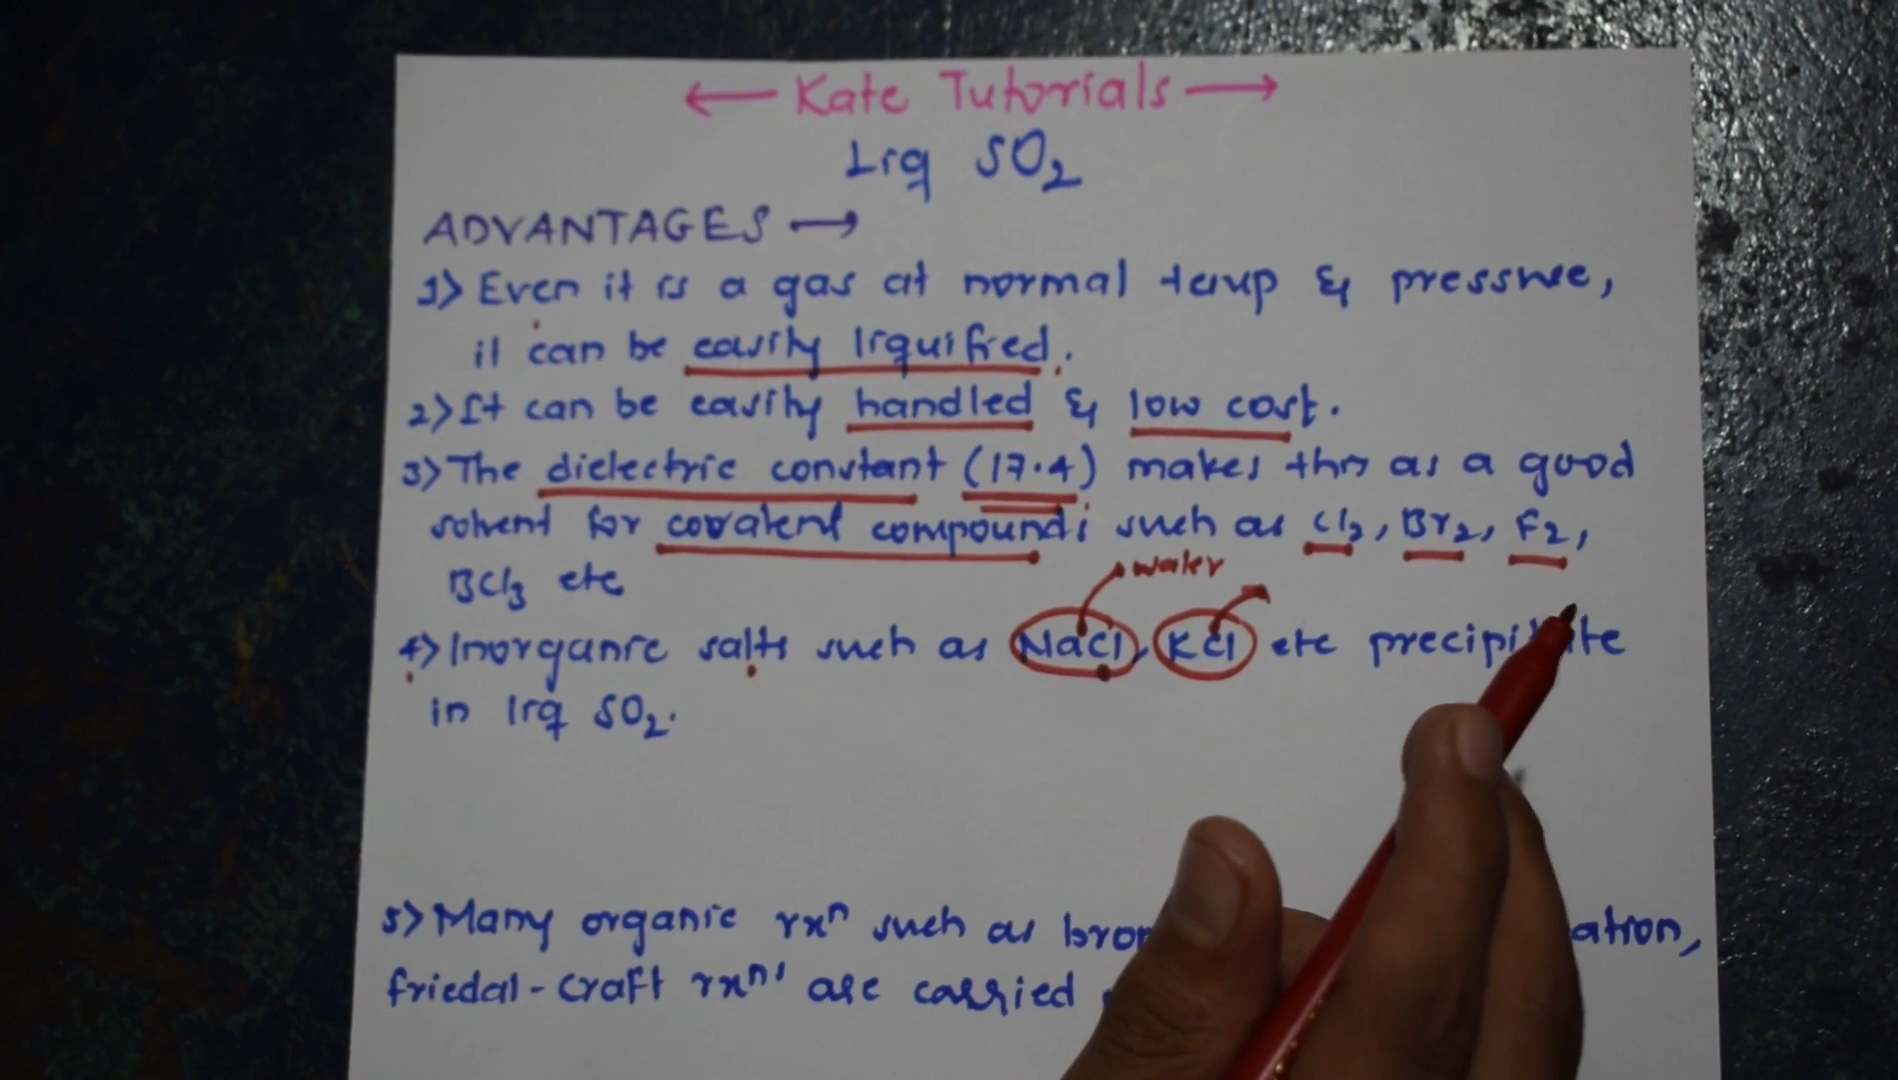 ← Kate Tutorials →
Liq SO2
ADVANTAGES →
1> Even it is a gas at normal temp & pressure,
it can be easily liquified.
2> It can be easily handled & low cost.
3> The dielectric constant (17.4) makes this as a good
solvent for covalent compounds such as Cl2, Br2, F2,
water
BCl3 etc
4> Inorganic salts such as NaCl, KCl etc
in liq SO2.
5> Many organic rxn such as
friedal-craft rxns are carried